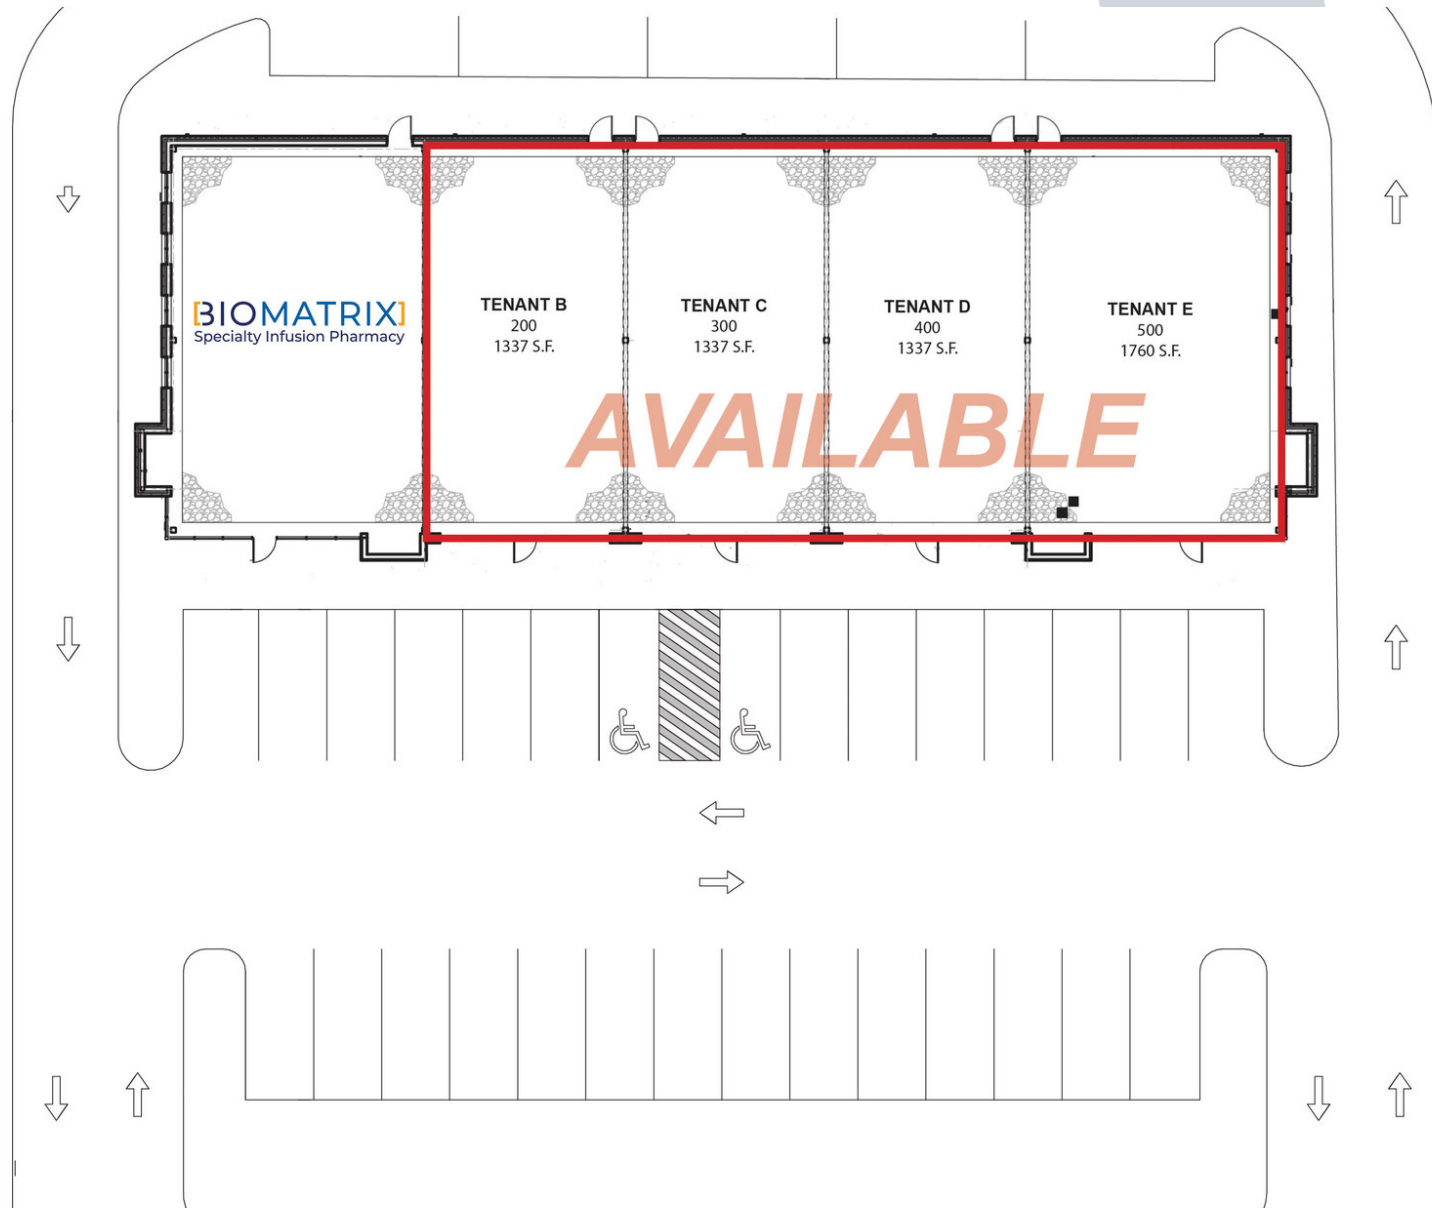 [BIOMATRIX]
Specialty Infusion Pharmacy
TENANT B
200
1337 S.F.
TENANT C
300
1337 S.F.
TENANT D
400
1337 S.F.
TENANT E
500
1760 S.F.
AVAILABLE